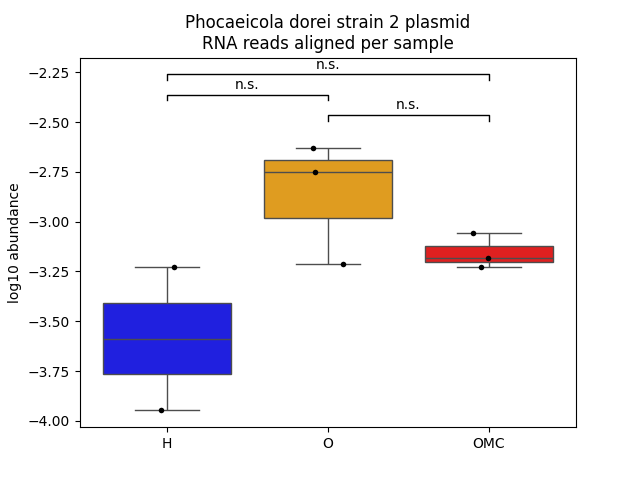 Phocaeicola dorei strain 2 plasmid
RNA reads aligned per sample
n.s.
n.s.
n.s.
log10 abundance
−2.25
−2.50
−2.75
−3.00
−3.25
−3.50
−3.75
−4.00
H
O
OMC